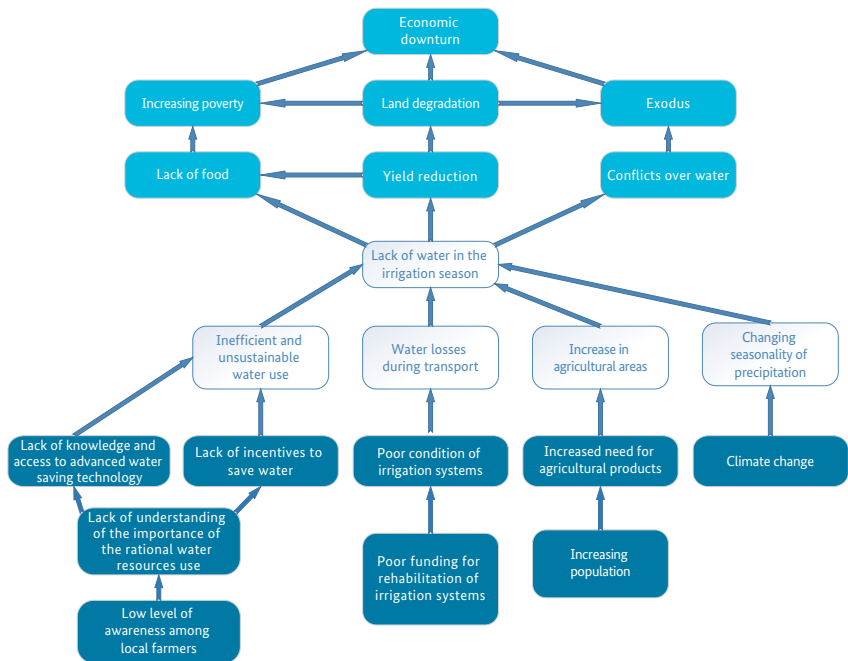 Economic
downturn
Increasing poverty
Land degradation
Exodus
Lack of food
Yield reduction
Conflicts over water
Lack of water in the
irrigation season
Inefficient and
unsustainable
water use
Water losses
during transport
Increase in
agricultural areas
Changing
seasonality of
precipitation
Lack of knowledge and
access to advanced water
saving technology
Lack of incentives to
save water
Poor condition of
irrigation systems
Increased need for
agricultural products
Climate change
Lack of understanding
of the importance of
the rational water
resources use
Poor funding for
rehabilitation of
irrigation systems
Increasing
population
Low level of
awareness among
local farmers